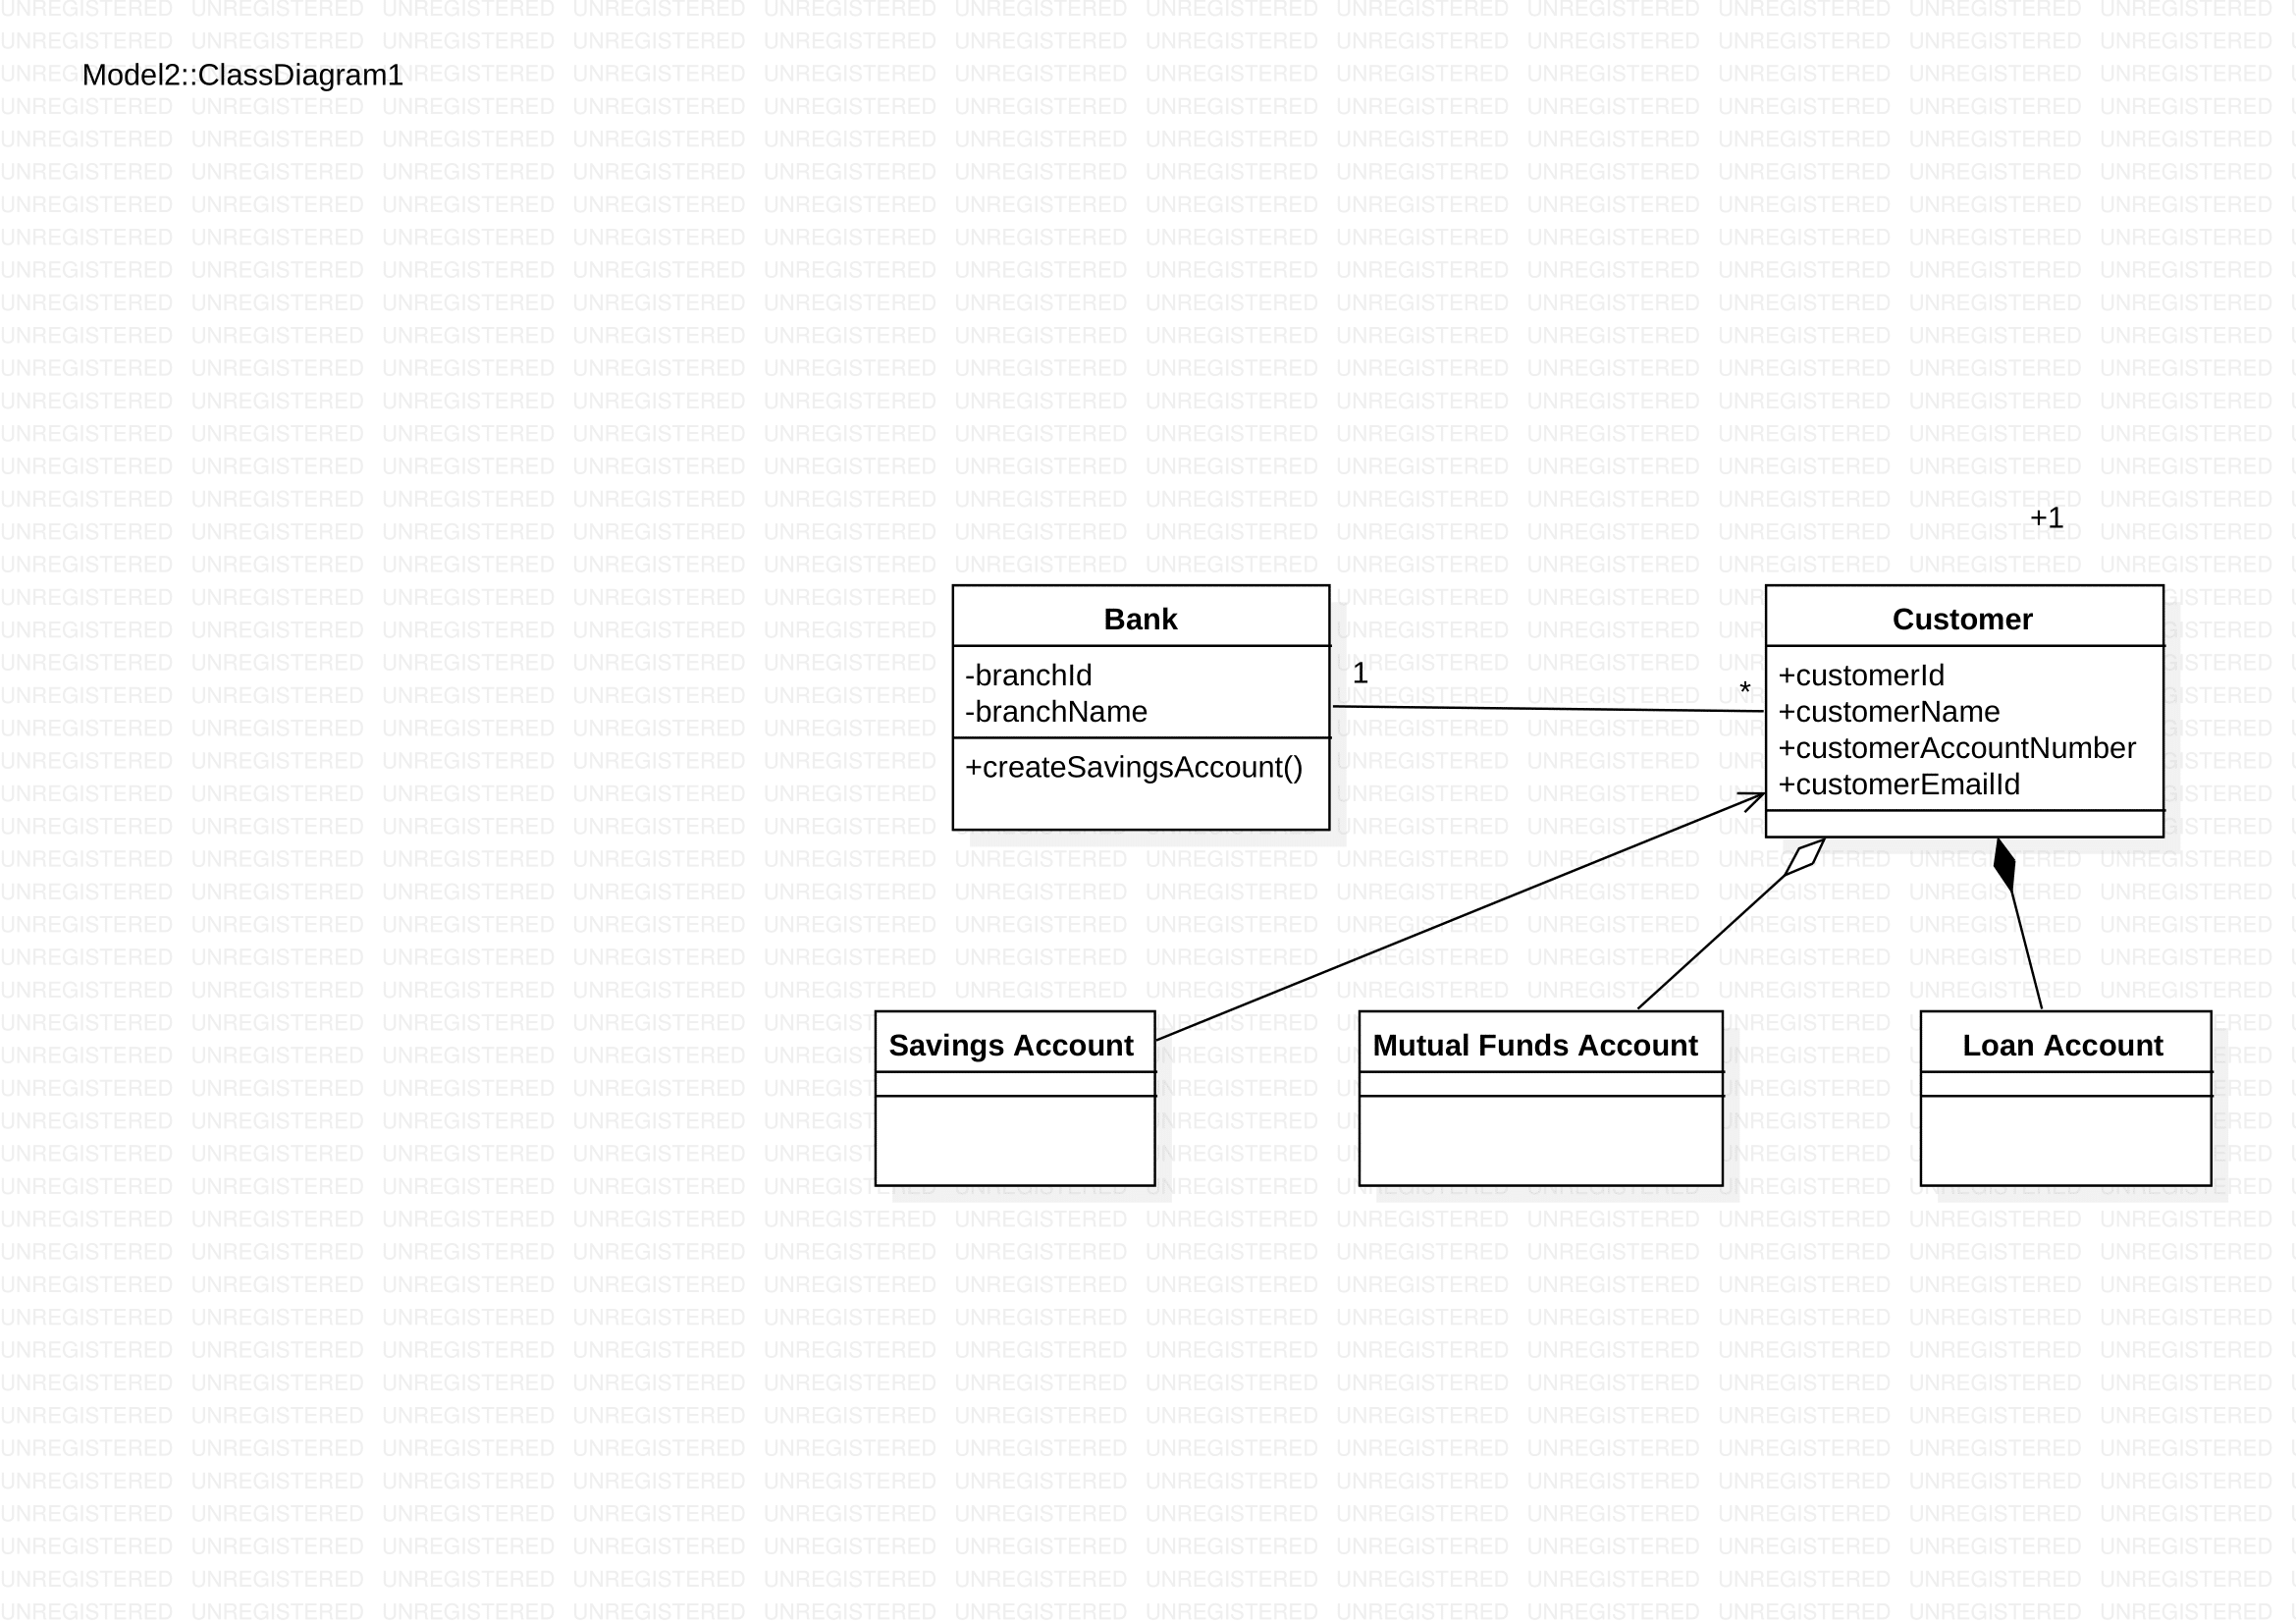 Model2::ClassDiagram1
+1
Bank
-branchId
-branchName
+createSavingsAccount()
1
*
Customer
+customerId
+customerName
+customerAccountNumber
+customerEmailId
Savings Account
Mutual Funds Account
Loan Account
UNREGISTERED